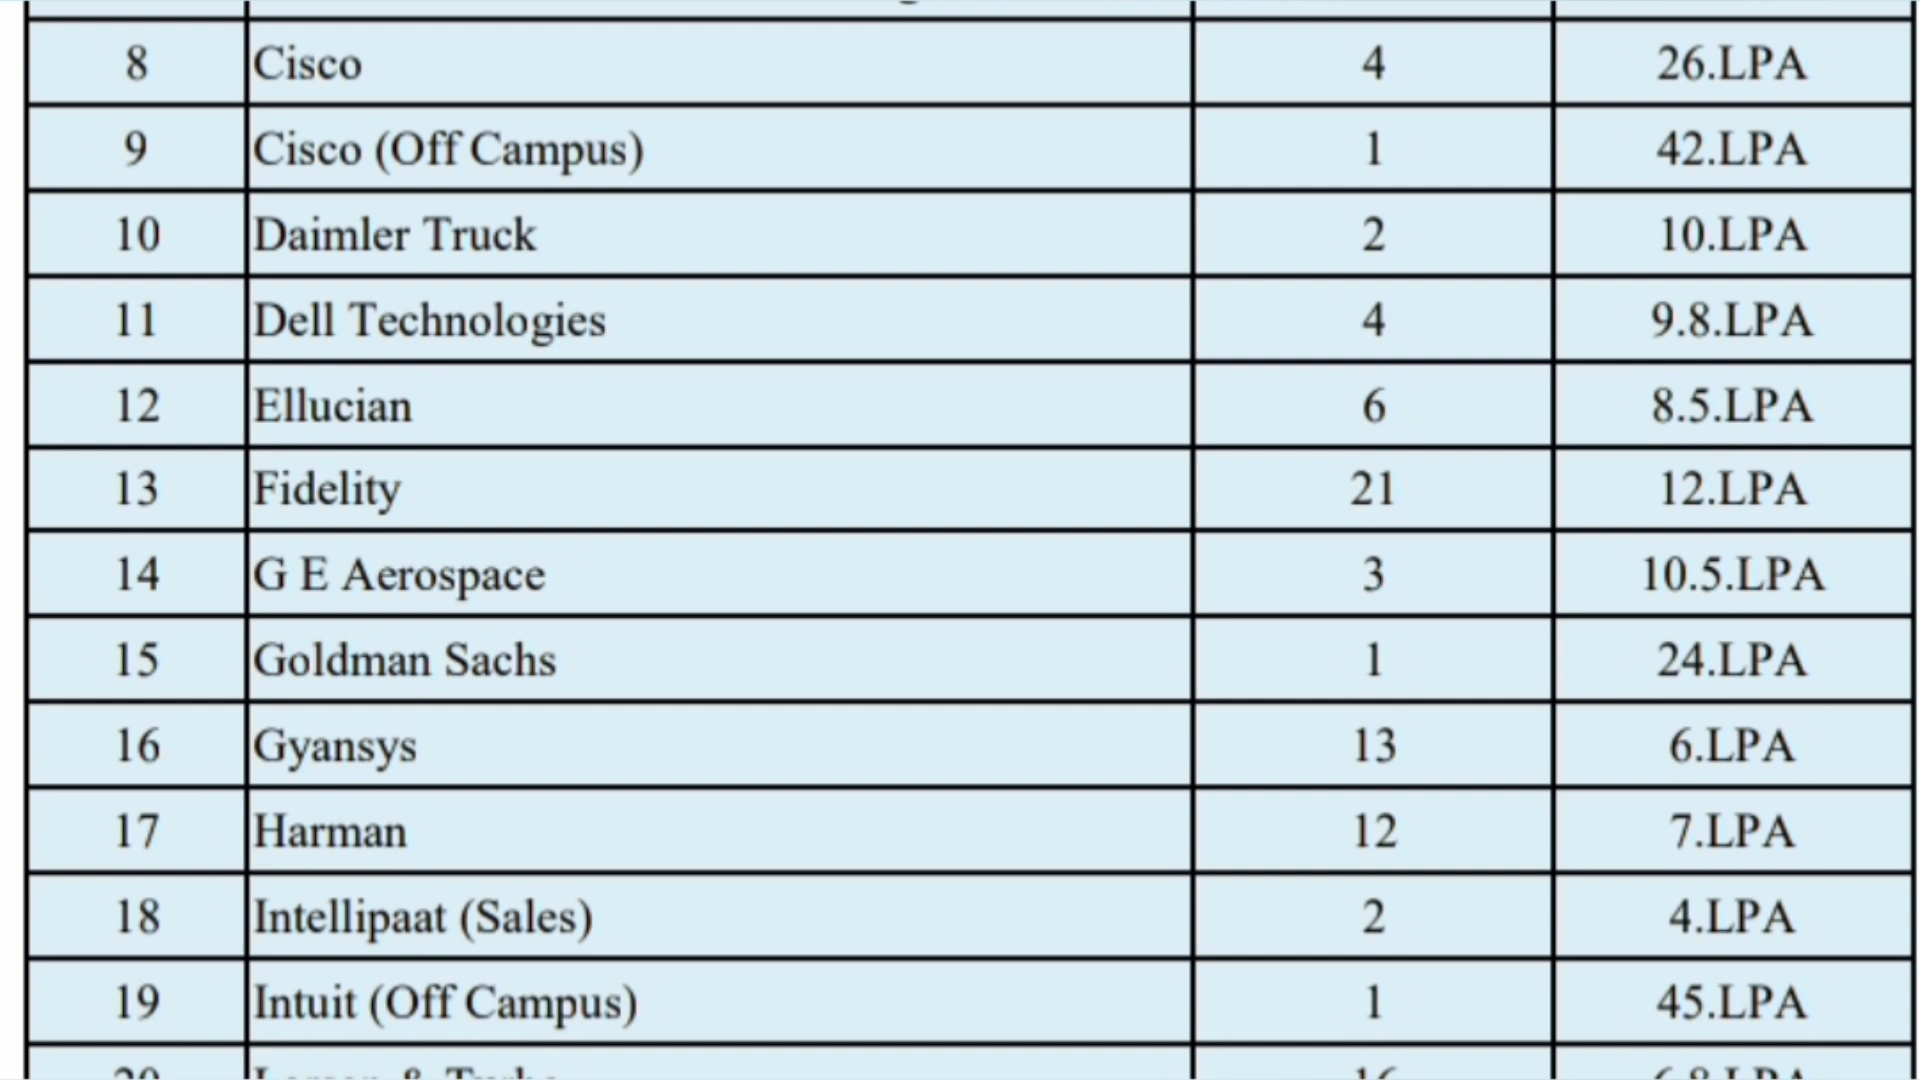 8 Cisco 4 26.LPA
9 Cisco (Off Campus) 1 42.LPA
10 Daimler Truck 2 10.LPA
11 Dell Technologies 4 9.8.LPA
12 Ellucian 6 8.5.LPA
13 Fidelity 21 12.LPA
14 G E Aerospace 3 10.5.LPA
15 Goldman Sachs 1 24.LPA
16 Gyansys 13 6.LPA
17 Harman 12 7.LPA
18 Intellipaat (Sales) 2 4.LPA
19 Intuit (Off Campus) 1 45.LPA